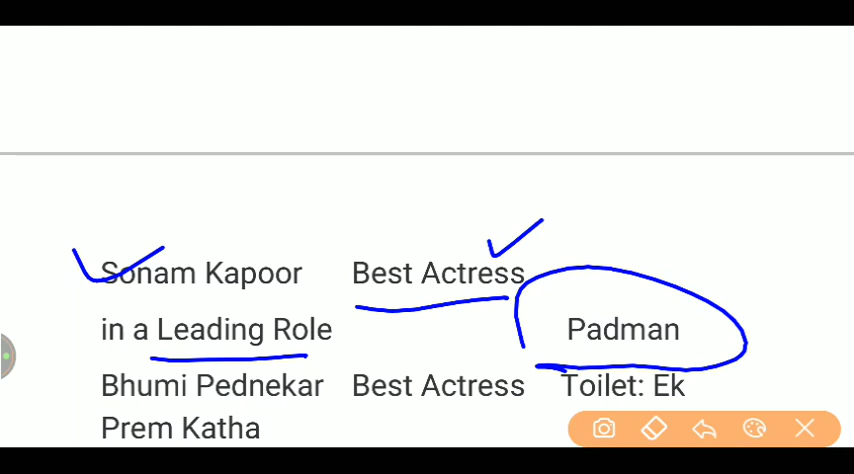 Sonam Kapoor Best Actress
in a Leading Role Padman
Bhumi Pednekar Best Actress Toilet: Ek
Prem Katha